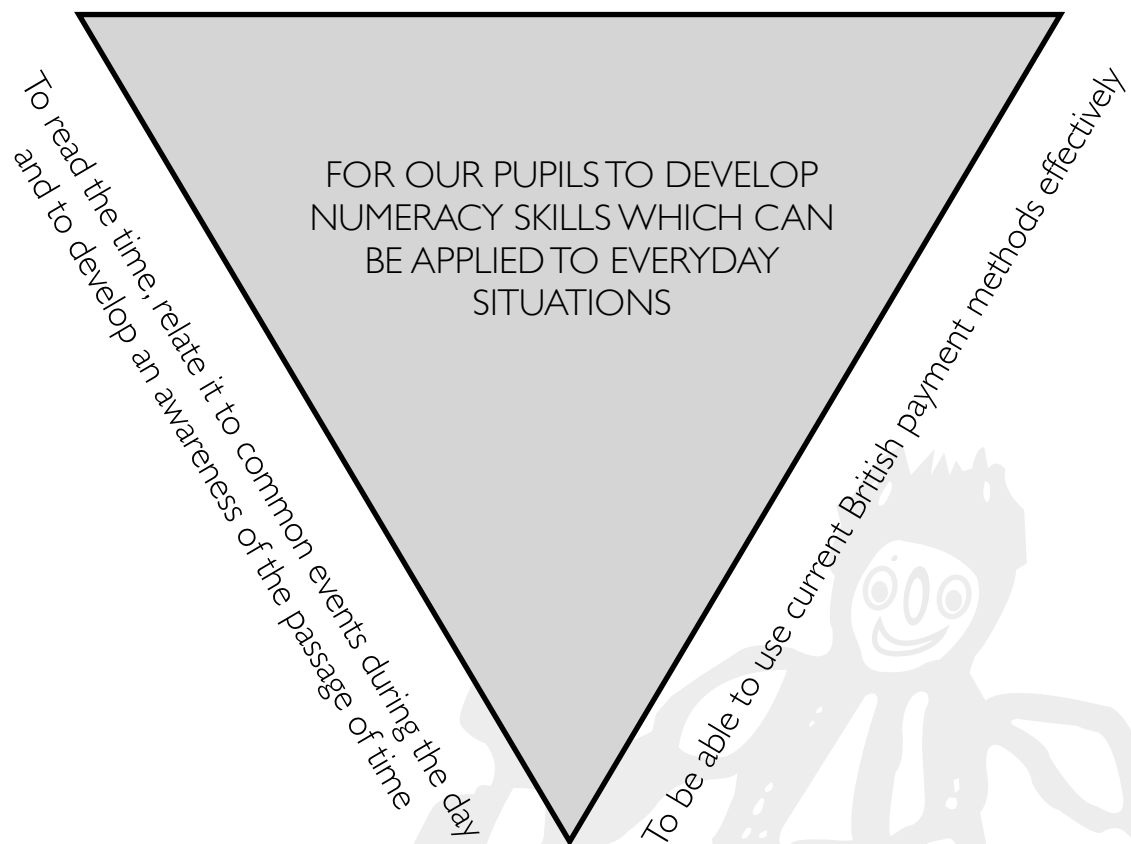 FOR OUR PUPILS TO DEVELOP
NUMERACY SKILLS WHICH CAN
BE APPLIED TO EVERYDAY
SITUATIONS
To read the time, relate it to common events during the day
and to develop an awareness of the passage of time
To be able to use current British payment methods effectively